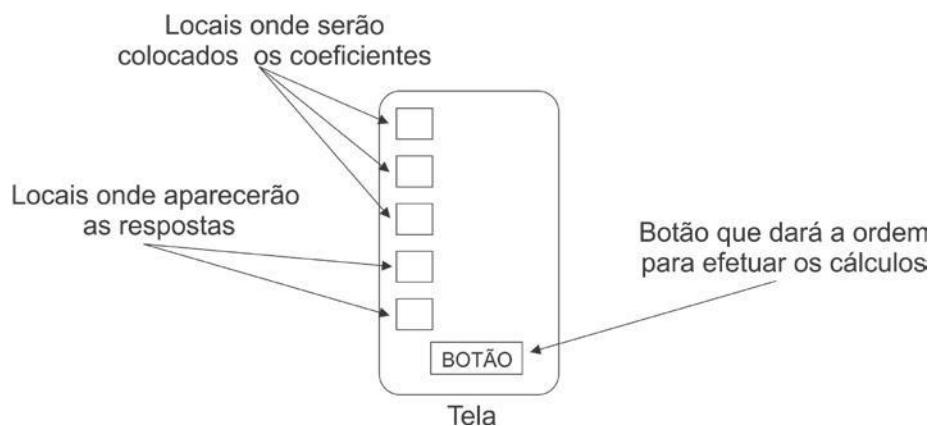 Locais onde serão
colocados os coeficientes
Locais onde aparecerão
as respostas
Botão que dará a ordem
para efetuar os cálculos
BOTÃO
Tela